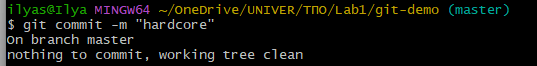 ilyas@Ilya MINGW64 ~/OneDrive/UNIVER/ТПО/Lab1/git-demo (master)
$ git commit -m "hardcore"
On branch master
nothing to commit, working tree clean